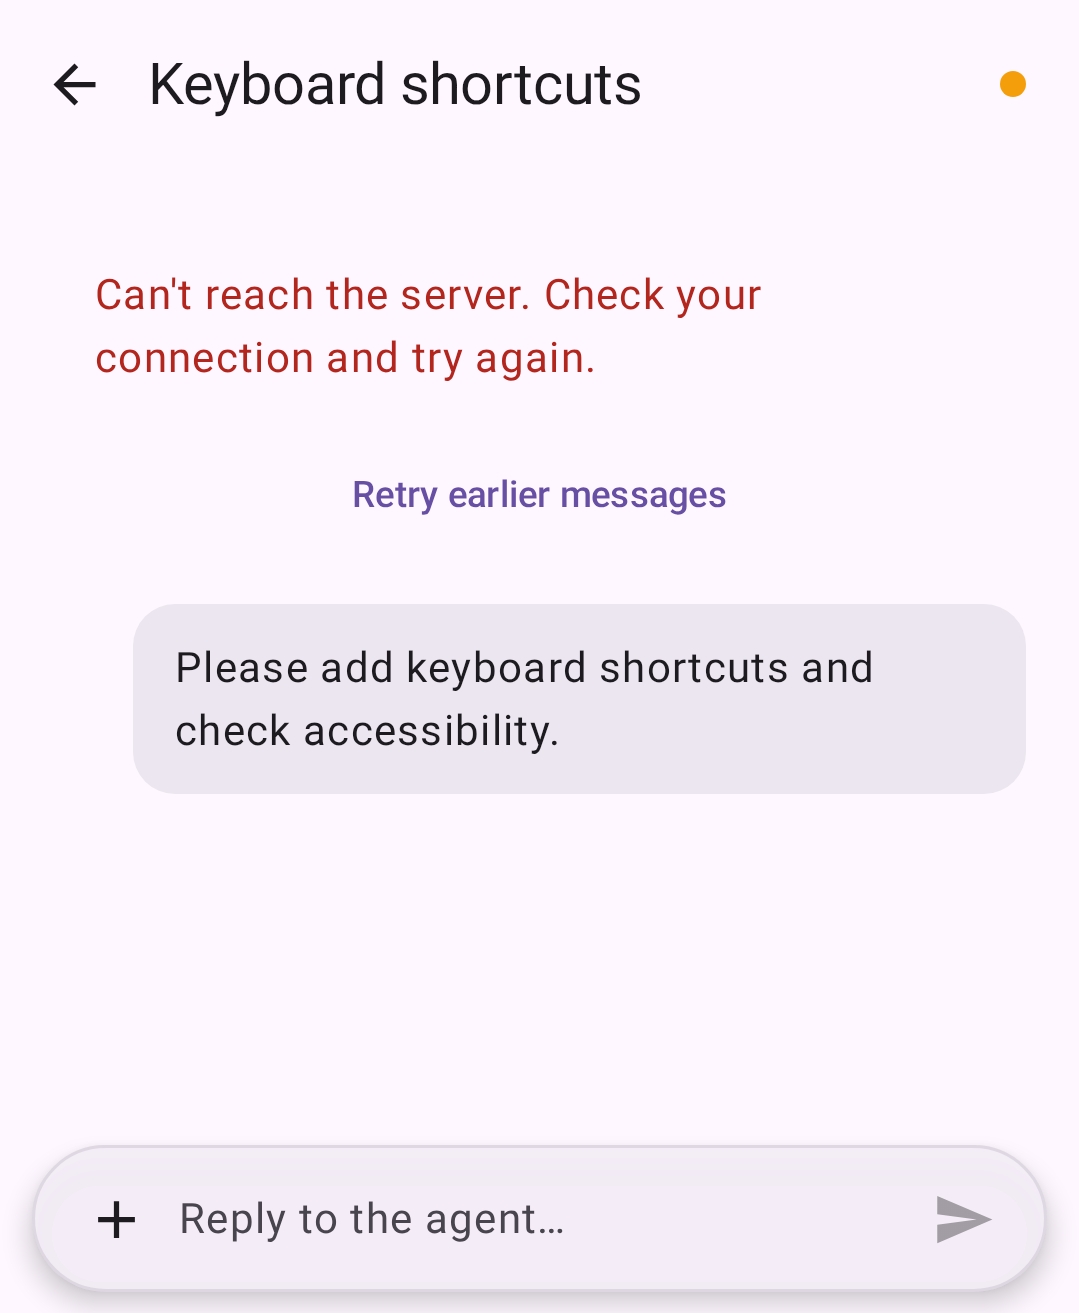 Keyboard shortcuts
Can't reach the server. Check your
connection and try again.
Retry earlier messages
Please add keyboard shortcuts and
check accessibility.
Reply to the agent…